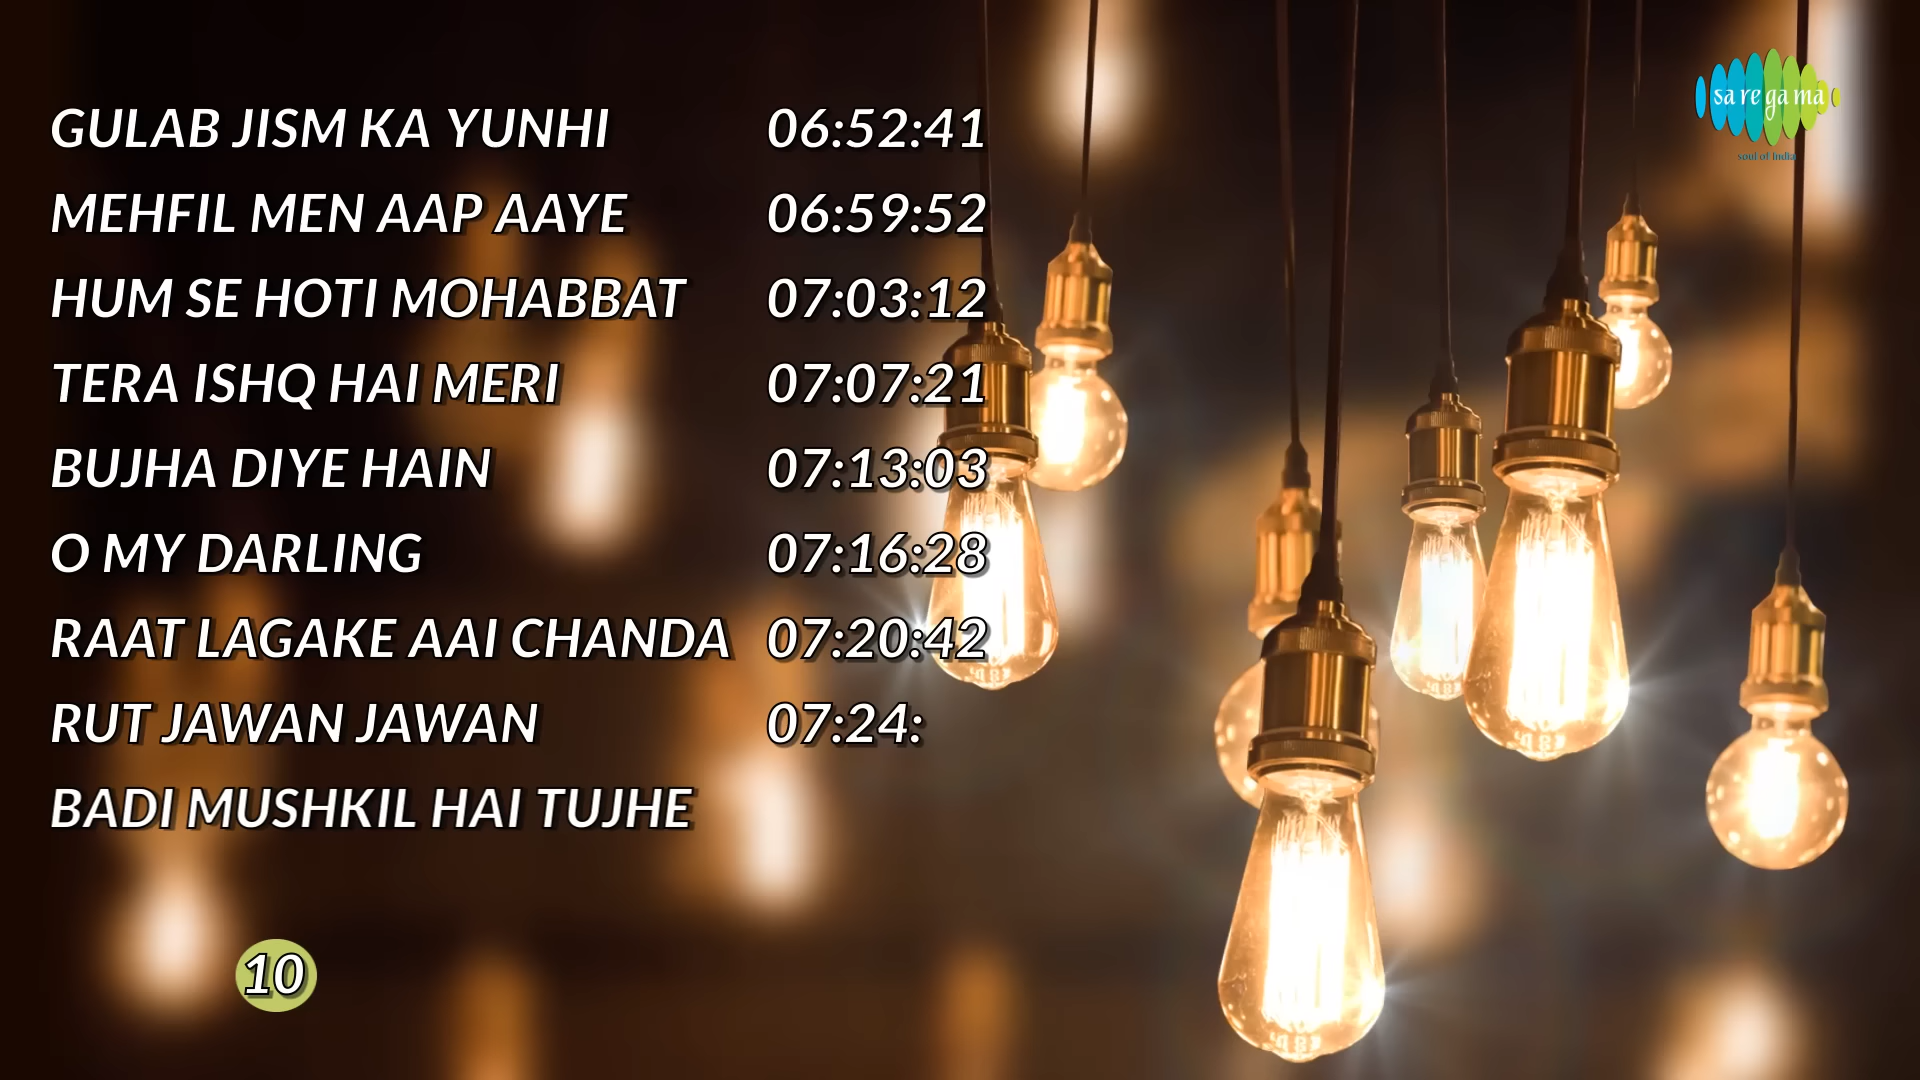 GULAB JISM KA YUNHI 06:52:41
MEHFIL MEN AAP AAYE 06:59:52
HUM SE HOTI MOHABBAT 07:03:12
TERA ISHQ HAI MERI 07:07:21
BUJHA DIYE HAIN 07:13:03
O MY DARLING 07:16:28
RAAT LAGAKE AAI CHANDA 07:20:42
RUT JAWAN JAWAN 07:24:
BADI MUSHKIL HAI TUJHE
10
sa re ga ma
soul of India